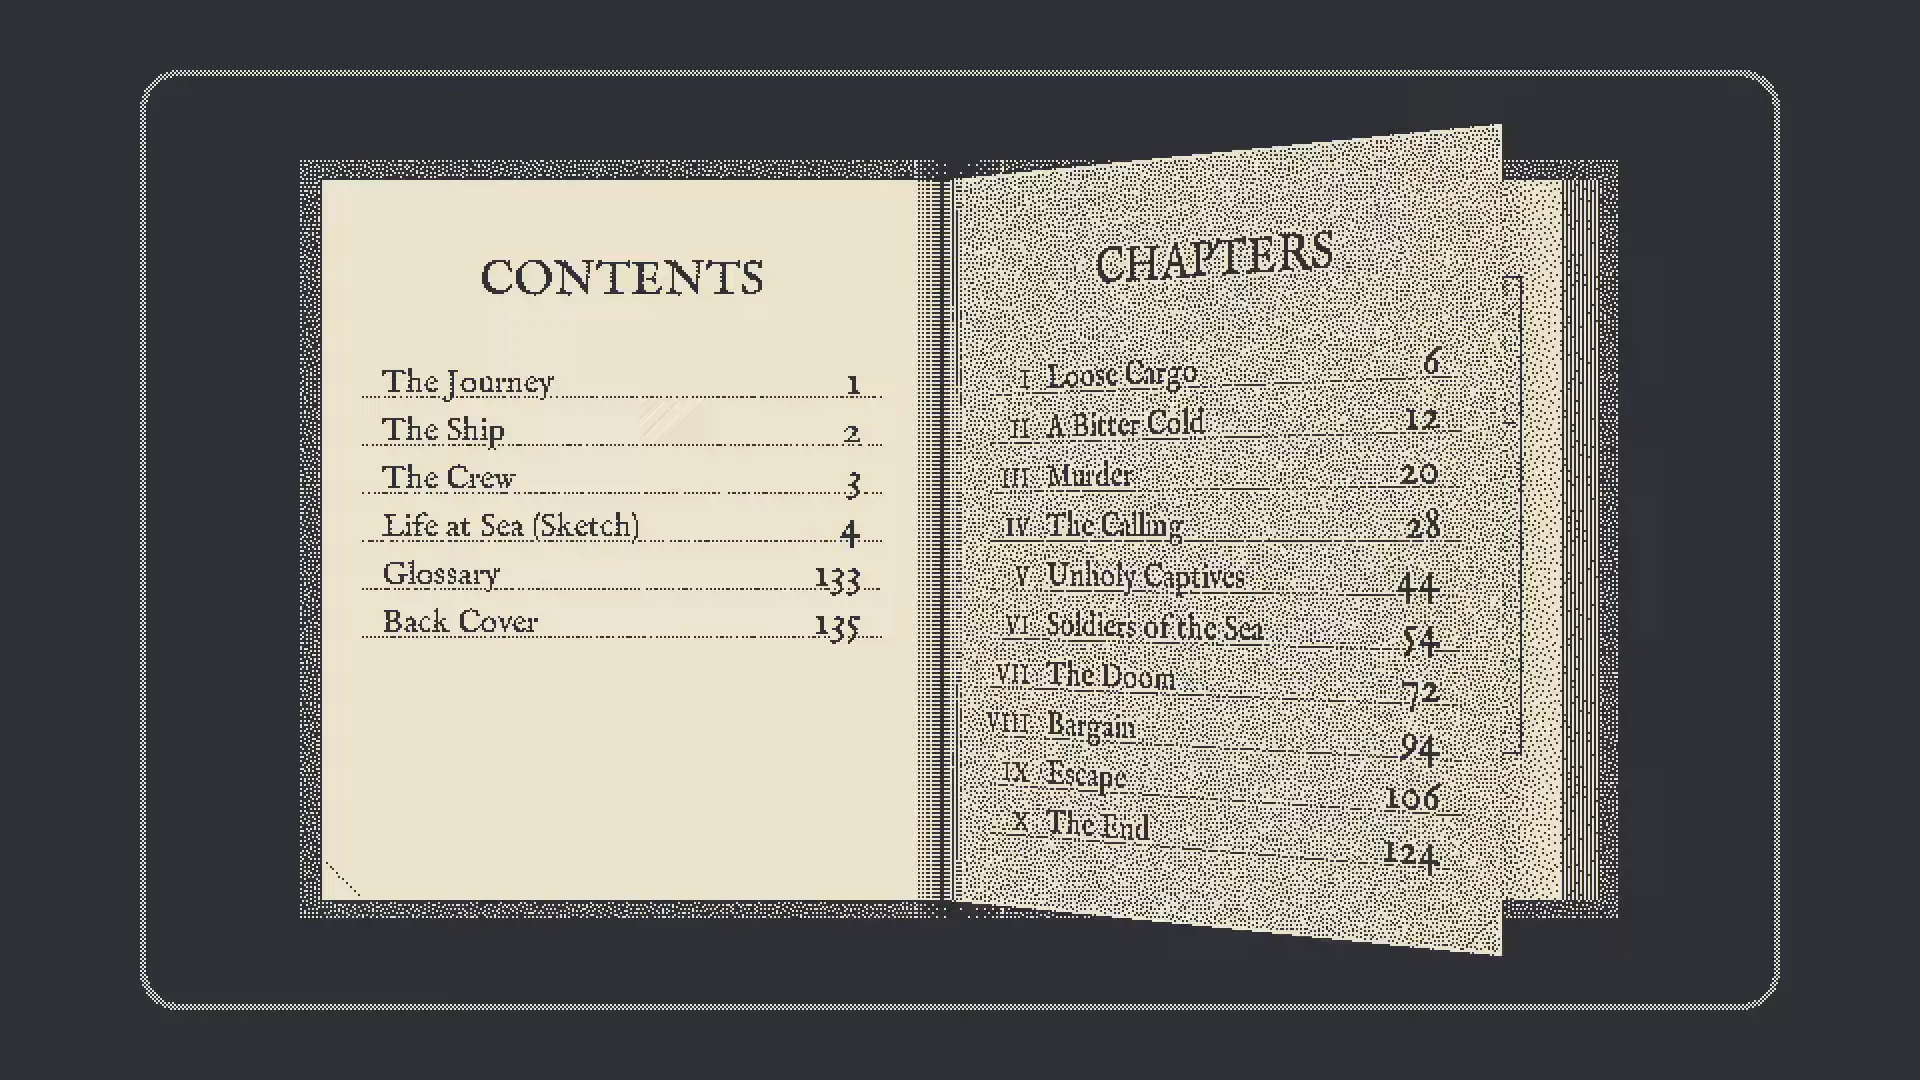 CONTENTS
The Journey 1
The Ship 2
The Crew 3
Life at Sea (Sketch) 4
Glossary 133
Back Cover 135
CHAPTERS
I Loose Cargo 6
II A Bitter Cold 12
III Murder 20
IV The Calling 28
V Unholy Captives 44
VI Soldiers of the Sea 54
VII The Doom 72
VIII Bargain 94
IX Escape 106
X The End 124